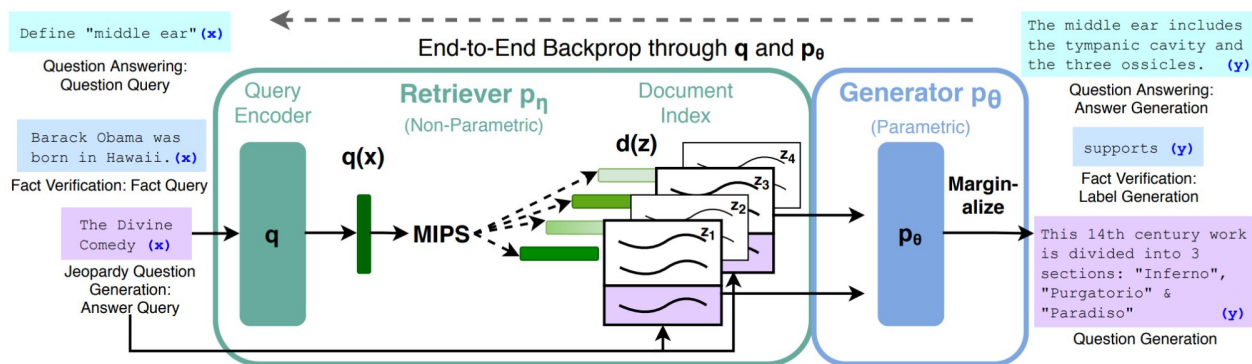 Define "middle ear" (x)
Question Answering:
Question Query
Barack Obama was
born in Hawaii.(x)
Fact Verification: Fact Query
The Divine
Comedy (x)
Jeopardy Question
Generation:
Answer Query
End-to-End Backprop through q and pθ
Query
Encoder
q
Retriever pη
(Non-Parametric)
q(x)
MIPS
Document
Index
d(z)
z4
z3
z2
z1
Generator pθ
(Parametric)
pθ
Margin-
alize
The middle ear includes
the tympanic cavity and
the three ossicles. (y)
Question Answering:
Answer Generation
supports (y)
Fact Verification:
Label Generation
This 14th century work
is divided into 3
sections: "Inferno",
"Purgatorio" &
"Paradiso" (y)
Question Generation